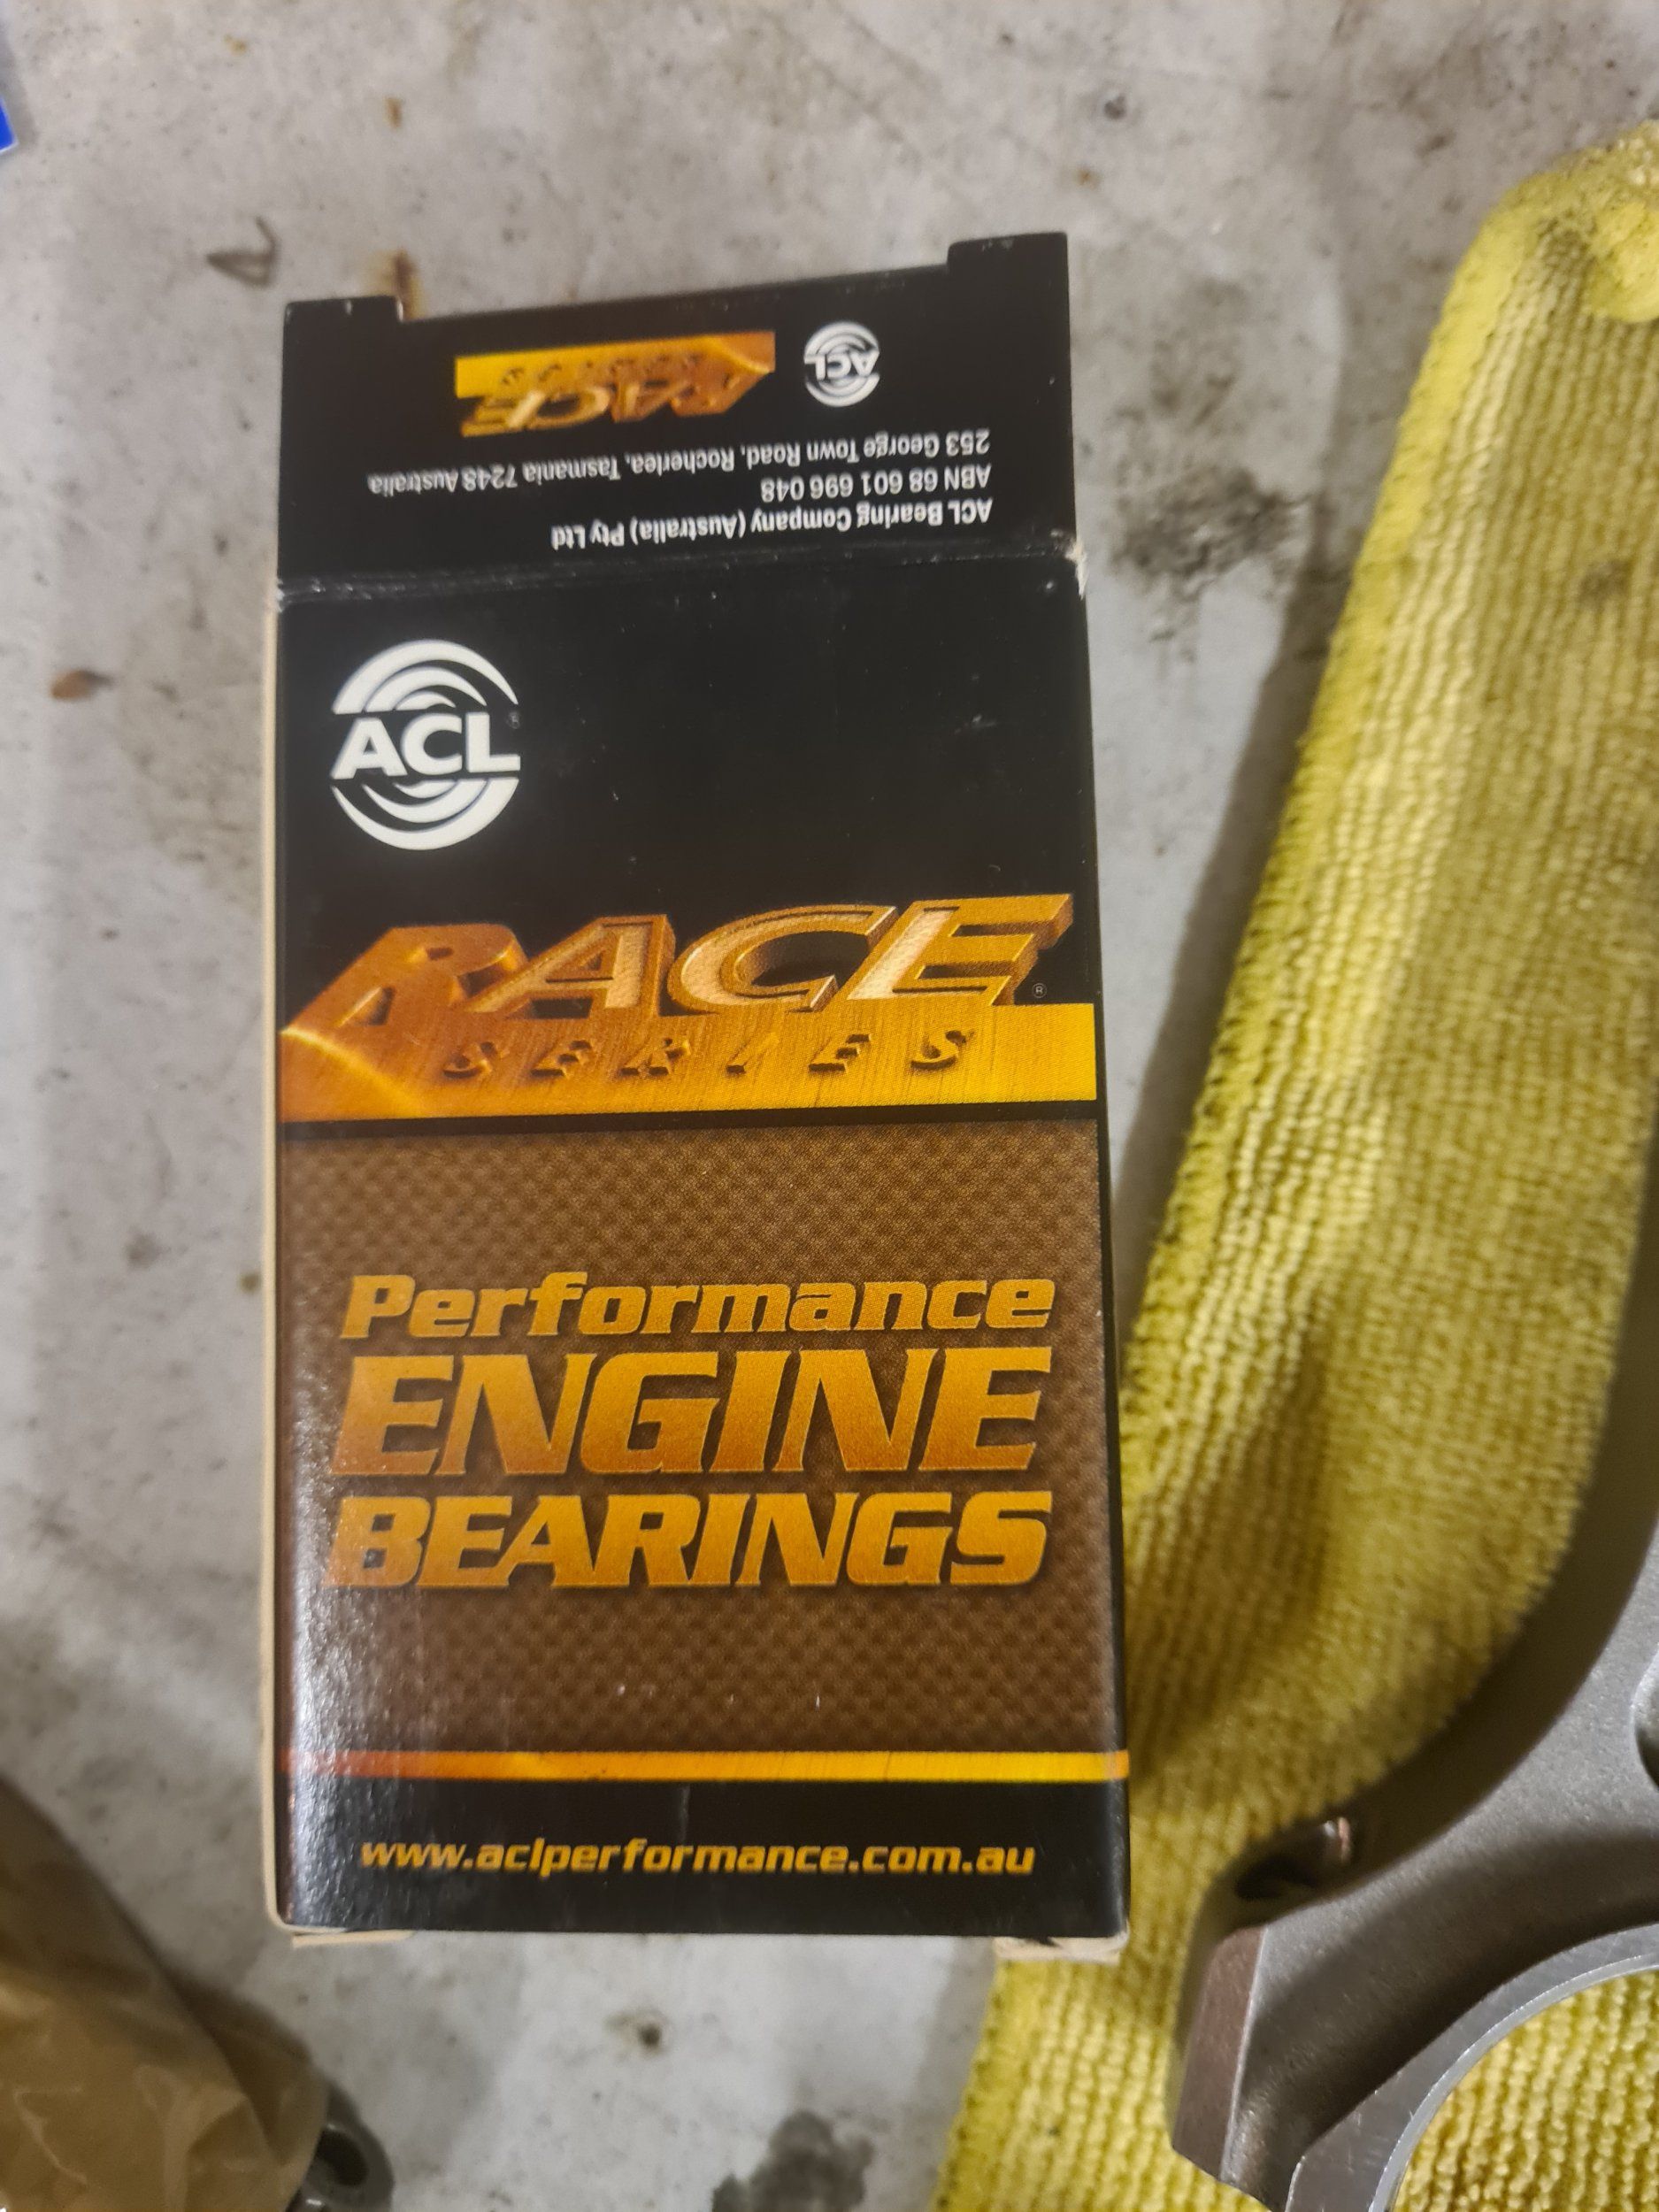 RACE
SERIES
ACL
253 George Town Road, Rocherlea, Tasmania 7248 Australia
ABN 68 601 696 048
ACL Bearing Company (Australia) Pty Ltd
ACL®
RACE®
SERIES
Performance
ENGINE
BEARINGS
www.aclperformance.com.au